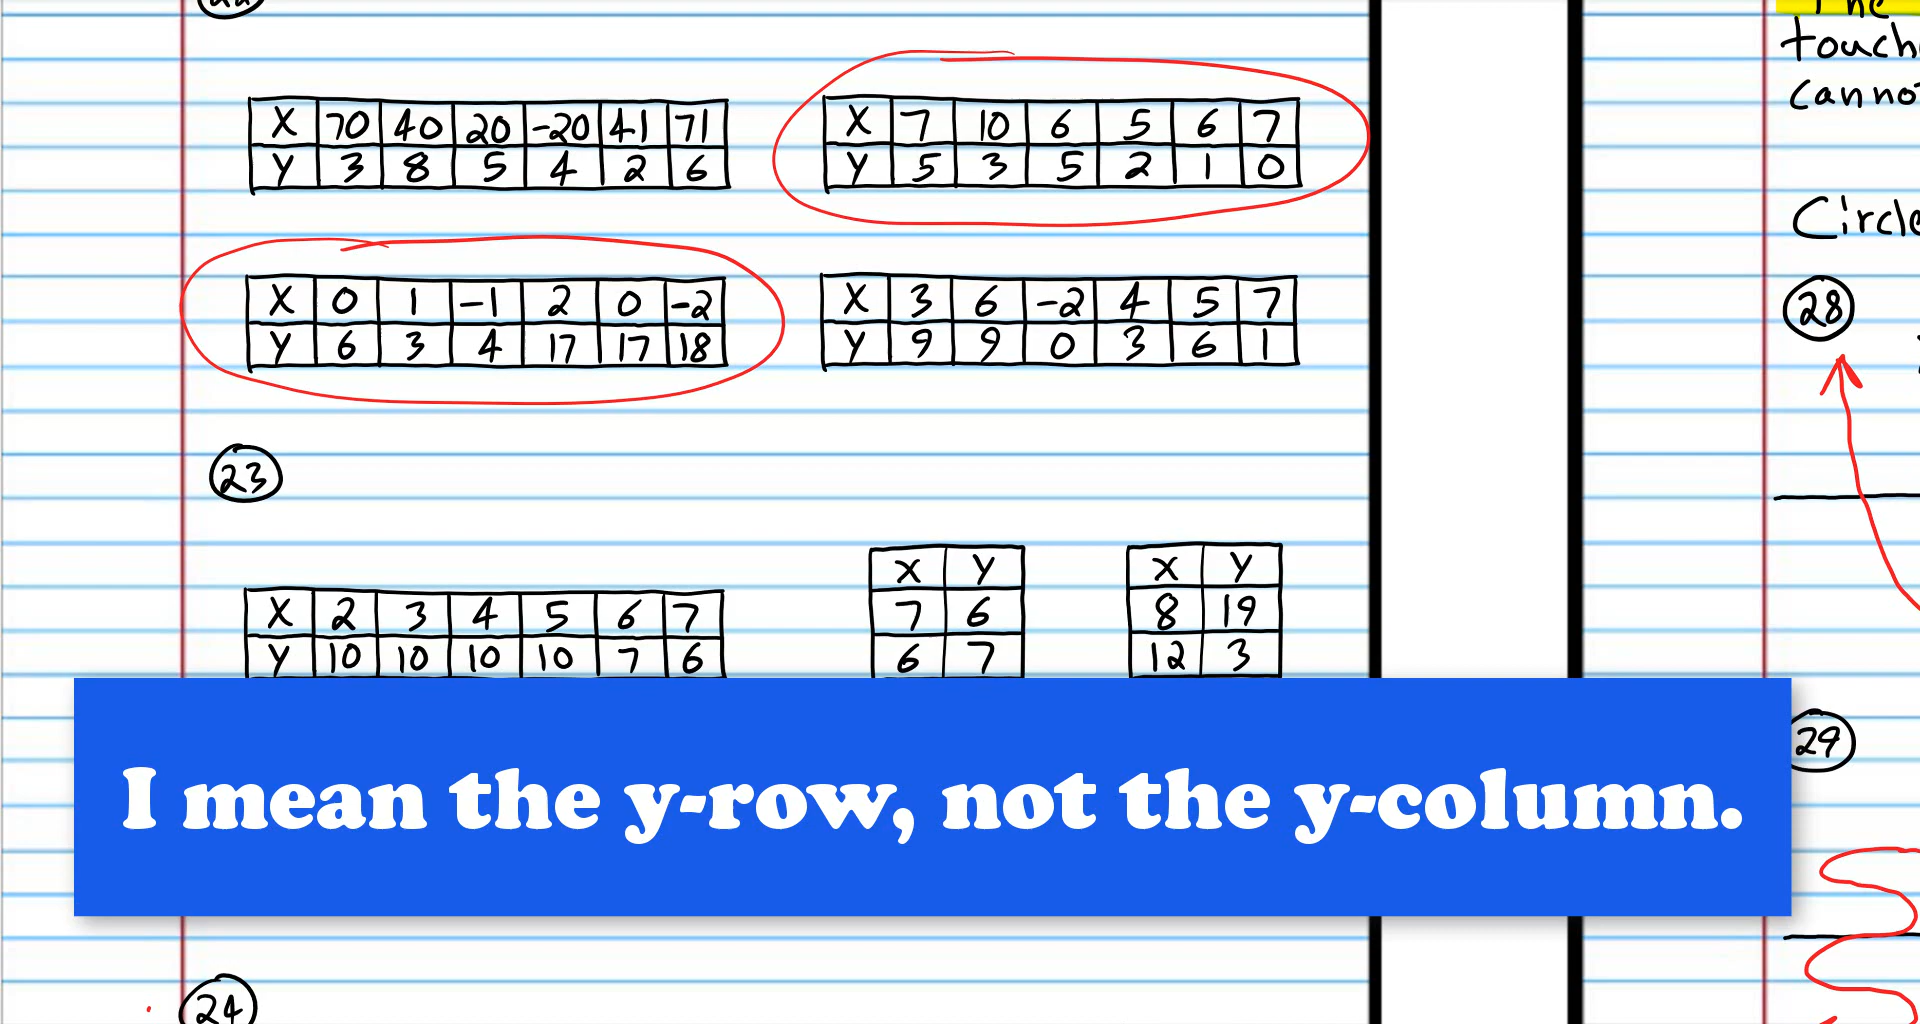 X 70 40 20 -20 41 71
Y 3 8 5 4 2 6
X 7 10 6 5 6 7
Y 5 3 5 2 1 0
X 0 1 -1 2 0 -2
Y 6 3 4 17 17 18
X 3 6 -2 4 5 7
Y 9 9 0 3 6 1
23
X 2 3 4 5 6 7
Y 10 10 10 10 7 6
X Y
7 6
6 7
X Y
8 19
12 3
I mean the y-row, not the y-column.
24
The
touch
canno
Circle
28
29